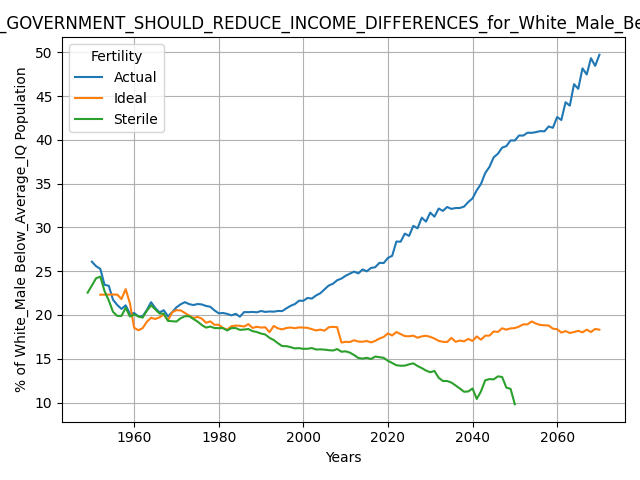 _GOVERNMENT_SHOULD_REDUCE_INCOME_DIFFERENCES_for_White_Male_Be
% of White_Male Below_Average_IQ Population
50
45
40
35
30
25
20
15
10
Fertility
Actual
Ideal
Sterile
1960 1980 2000 2020 2040 2060
Years